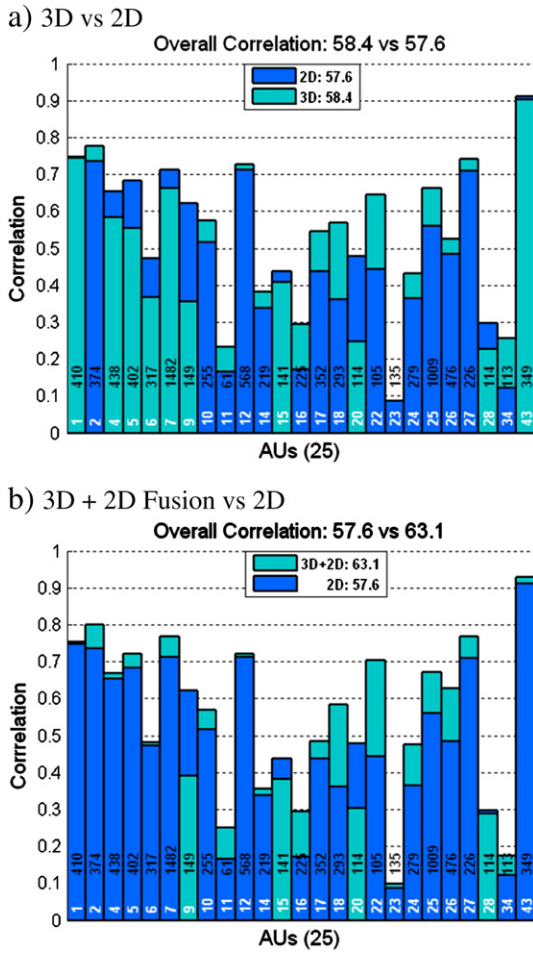 a) 3D vs 2D
Overall Correlation: 58.4 vs 57.6
2D: 57.6
3D: 58.4
1
0.9
0.8
0.7
0.6
0.5
0.4
0.3
0.2
0.1
0
Corrrelation
410 374 438 402 317 1482 149 255 61 568 219 141 225 352 293 114 105 135 279 1009 476 226 114 113 349
1 2 4 5 6 7 9 10 11 12 14 15 16 17 18 20 22 23 24 25 26 27 28 34 43
AUs (25)
b) 3D + 2D Fusion vs 2D
Overall Correlation: 57.6 vs 63.1
3D+2D: 63.1
2D: 57.6
1
0.9
0.8
0.7
0.6
0.5
0.4
0.3
0.2
0.1
0
Corrrelation
410 374 438 402 317 1482 149 255 61 568 219 141 225 352 293 114 105 135 279 1009 476 226 114 113 349
1 2 4 5 6 7 9 10 11 12 14 15 16 17 18 20 22 23 24 25 26 27 28 34 43
AUs (25)